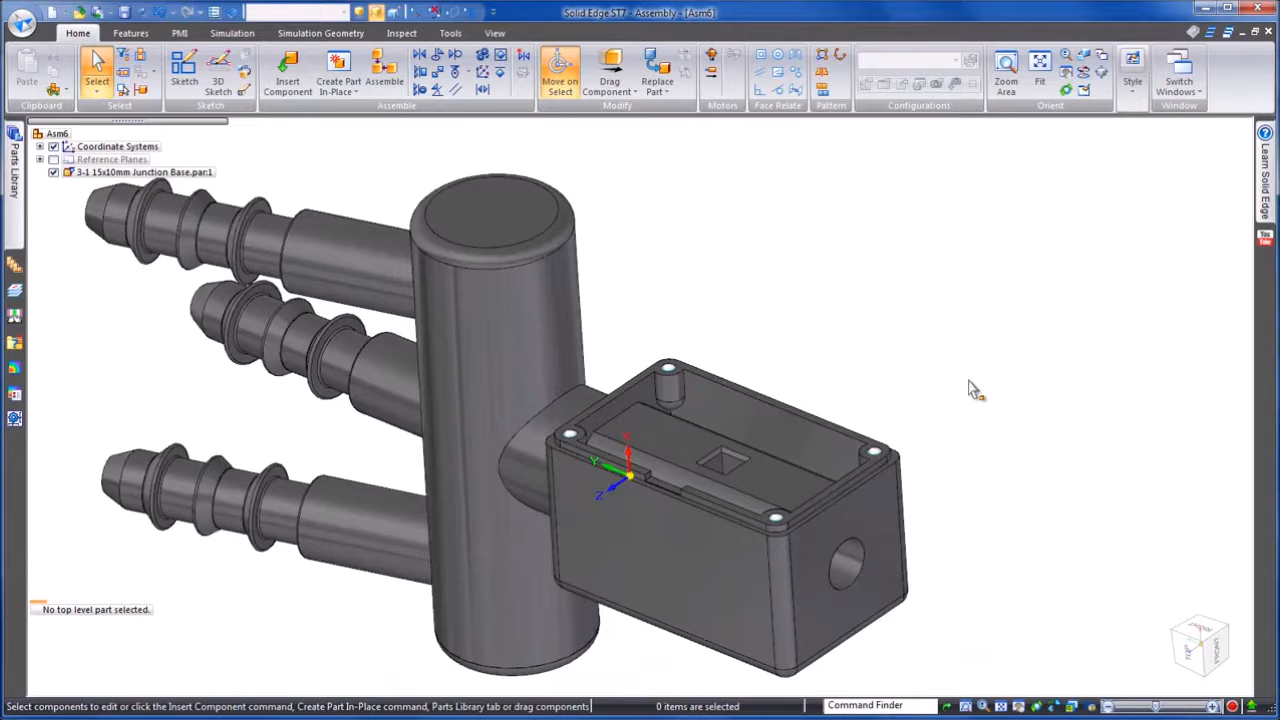 Solid Edge ST7 - Assembly - [Asm6]
Home
Features
PMI
Simulation
Simulation Geometry
Inspect
Tools
View
Paste
Select
Sketch
3D
Sketch
Insert
Component
Create Part
In-Place
Assemble
Move on
Select
Drag
Component
Replace
Part
Zoom
Area
Fit
Style
Switch
Windows
Clipboard
Select
Sketch
Assemble
Modify
Motors
Face Relate
Pattern
Configurations
Orient
Window
Asm6
Coordinate Systems
Reference Planes
3-1 15x10mm Junction Base.par:1
Parts Library
Learn Solid Edge
You
Tube
X
Y
Z
No top level part selected.
RIGHT
TOP
FRONT
Select components to edit or click the Insert Component command, Create Part In-Place command, Parts Library tab or drag components
0 items are selected
Command Finder